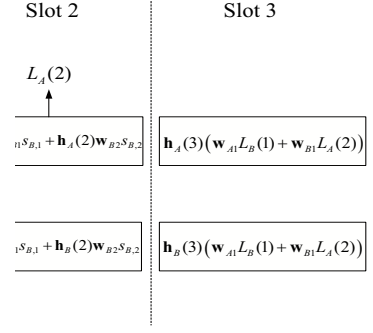 Slot 2 Slot 3
L_A(2)
s_{B,1} + h_A(2)w_{B2}s_{B,2} h_A(3)(w_{A1}L_B(1) + w_{B1}L_A(2))
s_{B,1} + h_B(2)w_{B2}s_{B,2} h_B(3)(w_{A1}L_B(1) + w_{B1}L_A(2))